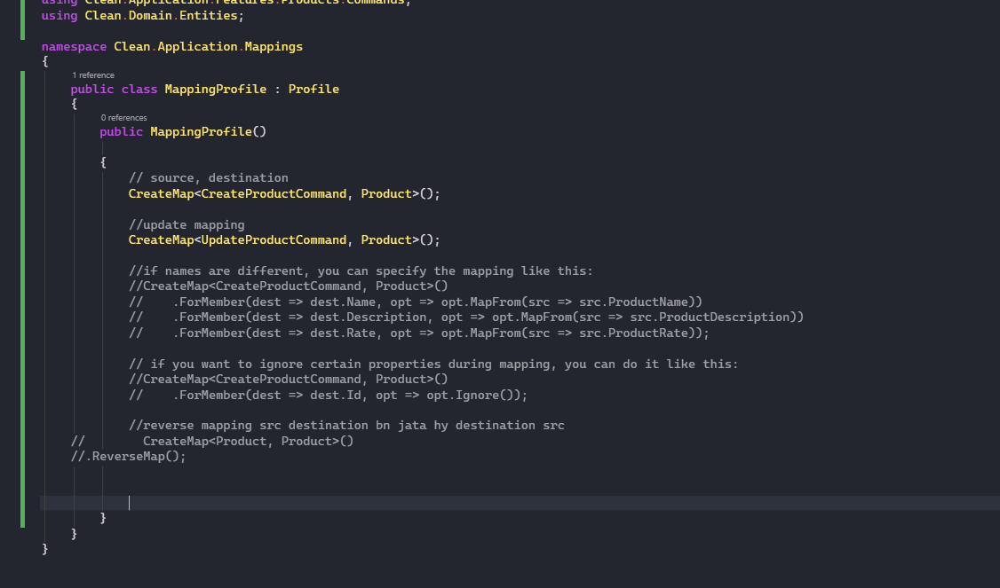 using Clean.Application.Features.Products.Commands;
using Clean.Domain.Entities;
namespace Clean.Application.Mappings
{
1 reference
public class MappingProfile : Profile
{
0 references
public MappingProfile()
{
// source, destination
CreateMap<CreateProductCommand, Product>();
//update mapping
CreateMap<UpdateProductCommand, Product>();
//if names are different, you can specify the mapping like this:
//CreateMap<CreateProductCommand, Product>()
//    .ForMember(dest => dest.Name, opt => opt.MapFrom(src => src.ProductName))
//    .ForMember(dest => dest.Description, opt => opt.MapFrom(src => src.ProductDescription))
//    .ForMember(dest => dest.Rate, opt => opt.MapFrom(src => src.ProductRate));
// if you want to ignore certain properties during mapping, you can do it like this:
//CreateMap<CreateProductCommand, Product>()
//    .ForMember(dest => dest.Id, opt => opt.Ignore());
//reverse mapping src destination bn jata hy destination src
//        CreateMap<Product, Product>()
//.ReverseMap();
}
}
}